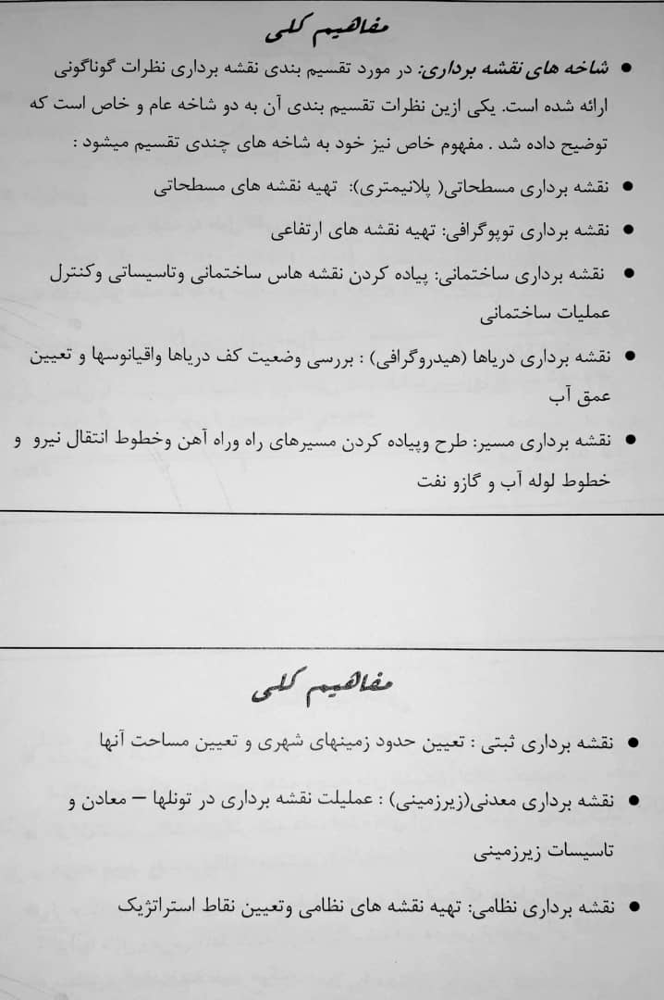 مفاهیم کلی
● شاخه های نقشه برداری: در مورد تقسیم بندی نقشه برداری نظرات گوناگونی
ارائه شده است. یکی ازین نظرات تقسیم بندی آن به دو شاخه عام و خاص است که
توضیح داده شد . مفهوم خاص نیز خود به شاخه های چندی تقسیم میشود :
● نقشه برداری مسطحاتی( پلانیمتری): تهیه نقشه های مسطحاتی
● نقشه برداری توپوگرافی: تهیه نقشه های ارتفاعی
● نقشه برداری ساختمانی: پیاده کردن نقشه هاس ساختمانی وتاسیساتی وکنترل
عملیات ساختمانی
● نقشه برداری دریاها (هیدروگرافی) : بررسی وضعیت کف دریاها واقیانوسها و تعیین
عمق آب
● نقشه برداری مسیر: طرح وپیاده کردن مسیرهای راه وراه آهن وخطوط انتقال نیرو و
خطوط لوله آب و گازو نفت
مفاهیم کلی
● نقشه برداری ثبتی : تعیین حدود زمینهای شهری و تعیین مساحت آنها
● نقشه برداری معدنی(زیرزمینی) : عملیلت نقشه برداری در تونلها – معادن و
تاسیسات زیرزمینی
● نقشه برداری نظامی: تهیه نقشه های نظامی وتعیین نقاط استراتژیک